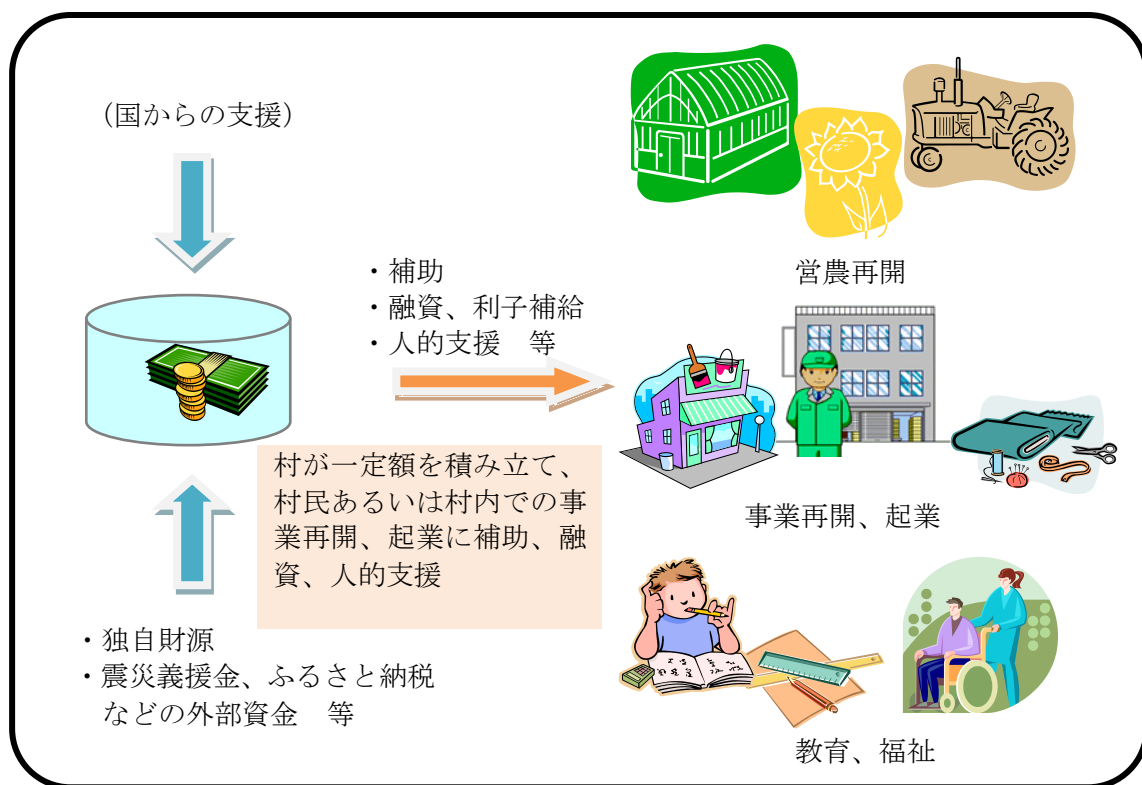 （国からの支援）
・補助
・融資、利子補給
・人的支援　等
村が一定額を積み立て、
村民あるいは村内での事
業再開、起業に補助、融
資、人的支援
・独自財源
・震災義援金、ふるさと納税
などの外部資金　等
営農再開
事業再開、起業
教育、福祉